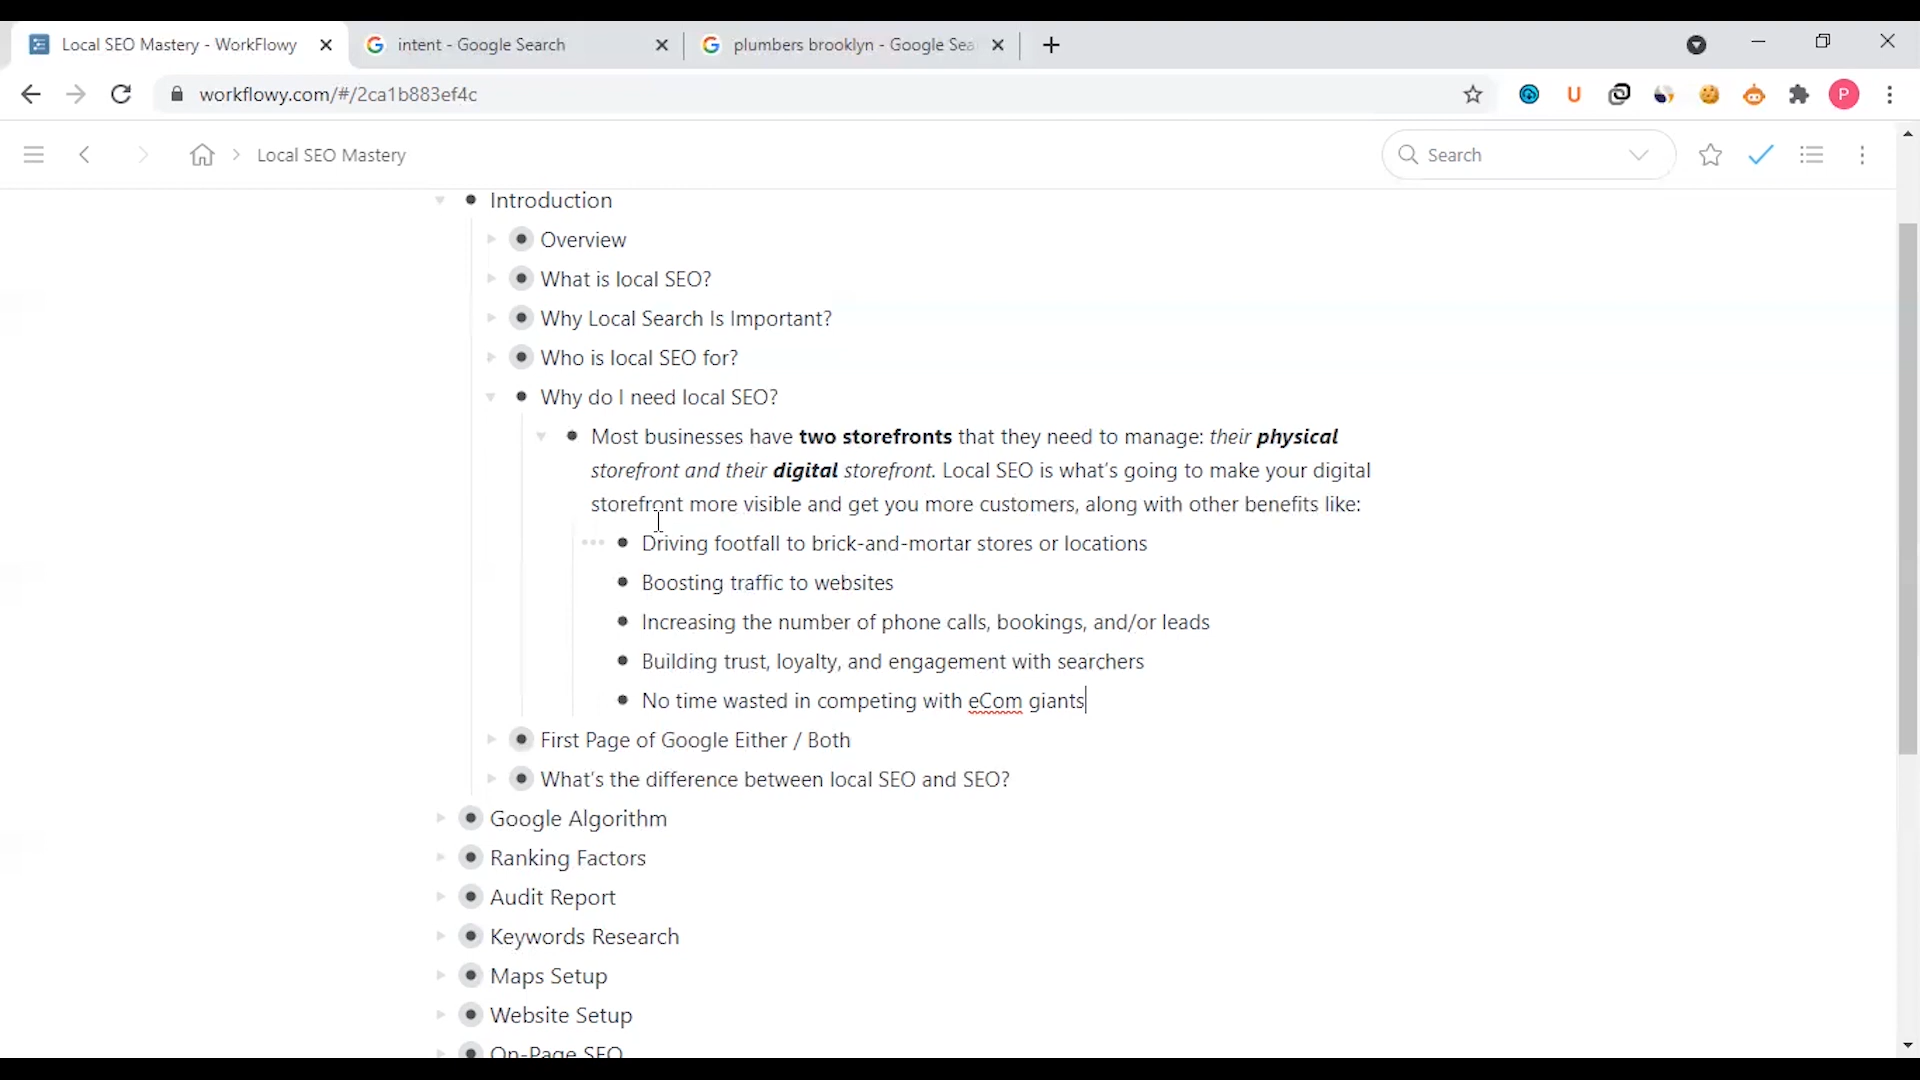 Local SEO Mastery - WorkFlowy
intent - Google Search
plumbers brooklyn - Google Sea
workflowy.com/#/2ca1b883ef4c
P
Local SEO Mastery
Search
Introduction
Overview
What is local SEO?
Why Local Search Is Important?
Who is local SEO for?
Why do I need local SEO?
Most businesses have two storefronts that they need to manage: their physical
storefront and their digital storefront. Local SEO is what's going to make your digital
storefront more visible and get you more customers, along with other benefits like:
Driving footfall to brick-and-mortar stores or locations
Boosting traffic to websites
Increasing the number of phone calls, bookings, and/or leads
Building trust, loyalty, and engagement with searchers
No time wasted in competing with eCom giants
First Page of Google Either / Both
What's the difference between local SEO and SEO?
Google Algorithm
Ranking Factors
Audit Report
Keywords Research
Maps Setup
Website Setup
On-Page SEO